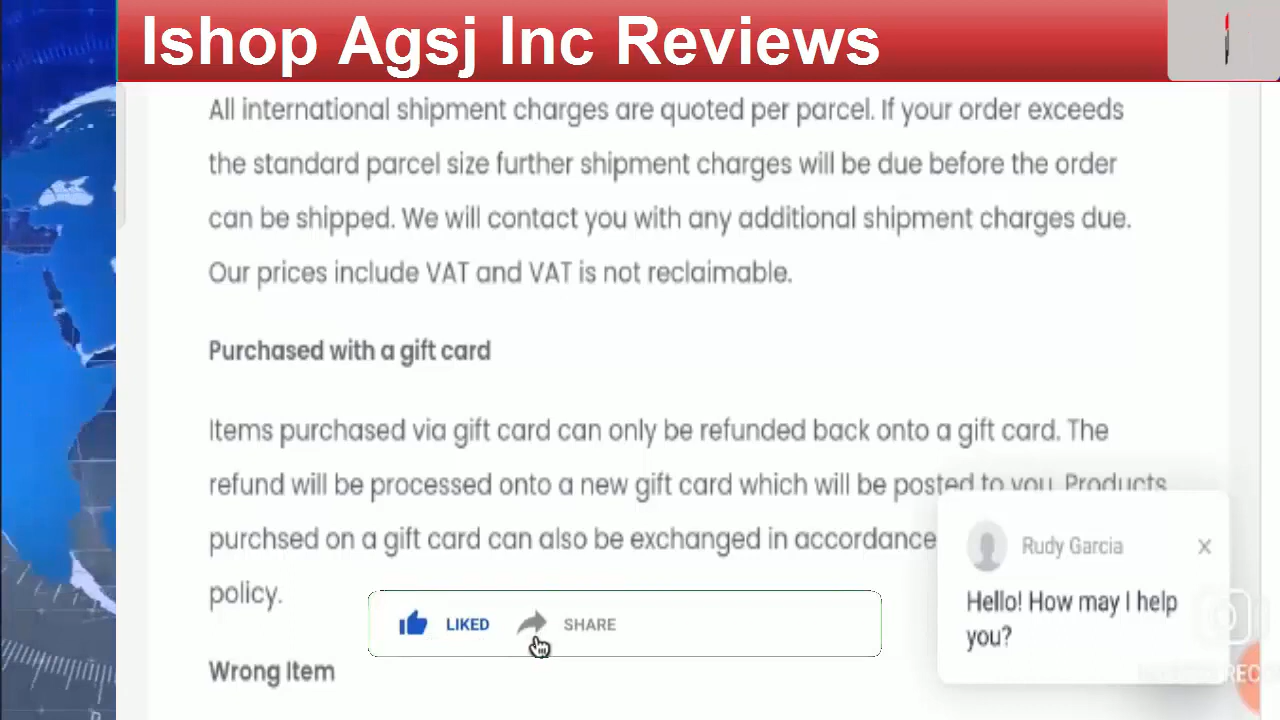 Ishop Agsj Inc Reviews
All international shipment charges are quoted per parcel. If your order exceeds
the standard parcel size further shipment charges will be due before the order
can be shipped. We will contact you with any additional shipment charges due.
Our prices include VAT and VAT is not reclaimable.
Purchased with a gift card
Items purchased via gift card can only be refunded back onto a gift card. The
refund will be processed onto a new gift card which will be posted to you. Products
purchsed on a gift card can also be exchanged in accordance
policy.
Rudy Garcia
Hello! How may I help
you?
LIKED SHARE
Wrong Item